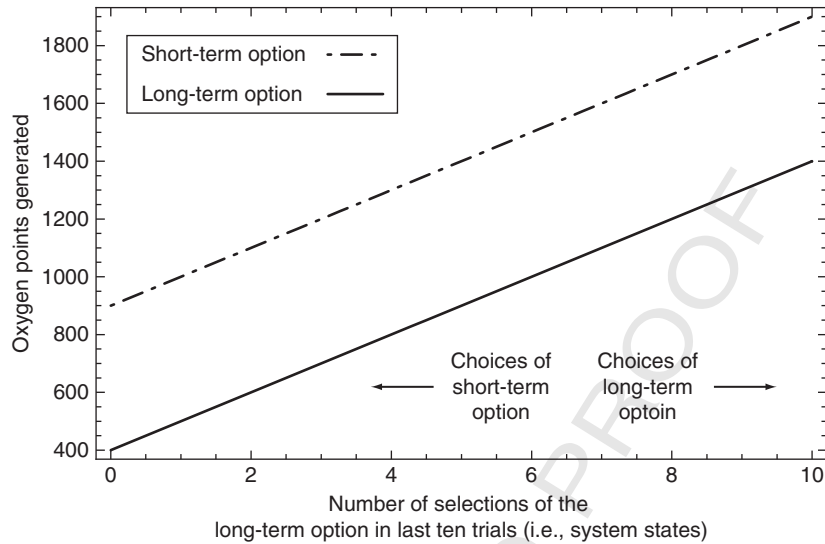 1800
1600
1400
1200
1000
800
600
400
Oxygen points generated
Short-term option
Long-term option
Choices of
short-term
option
Choices of
long-term
optoin
0
2
4
6
8
10
Number of selections of the
long-term option in last ten trials (i.e., system states)
PROOF